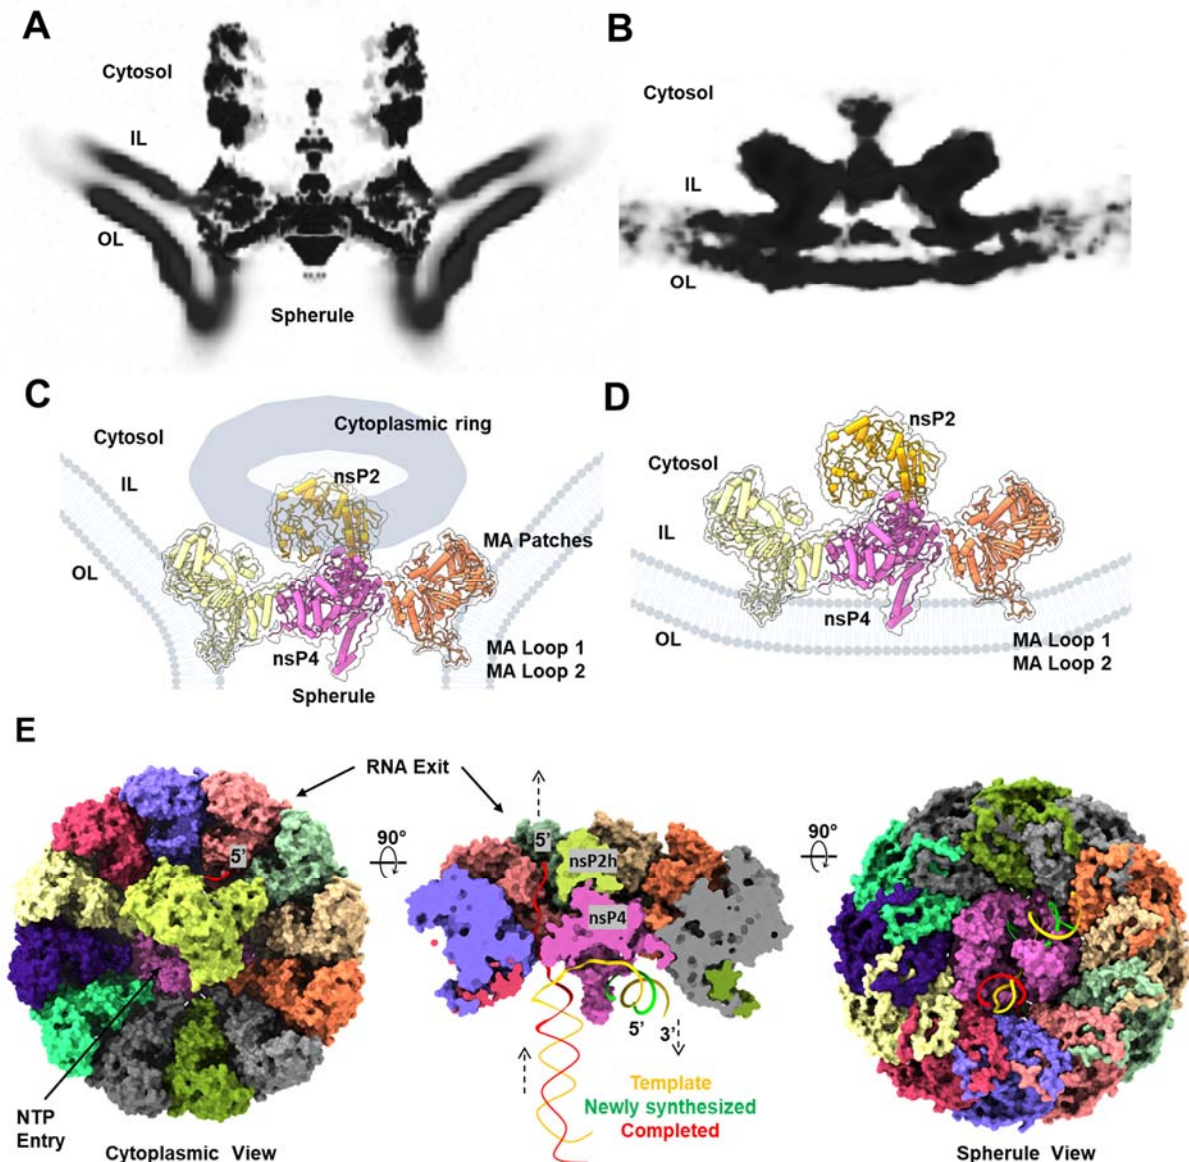 A
Cytosol
IL
OL
Spherule
B
Cytosol
IL
OL
C
Cytosol
Cytoplasmic ring
IL
nsP2
OL
MA Patches
nsP4
MA Loop 1
MA Loop 2
Spherule
D
nsP2
Cytosol
IL
nsP4
OL
MA Loop 1
MA Loop 2
E
RNA Exit
5’
90°
5’
nsP2h
nsP4
90°
5’
3’
Template
Newly synthesized
Completed
NTP
Entry
Cytoplasmic View
Spherule View